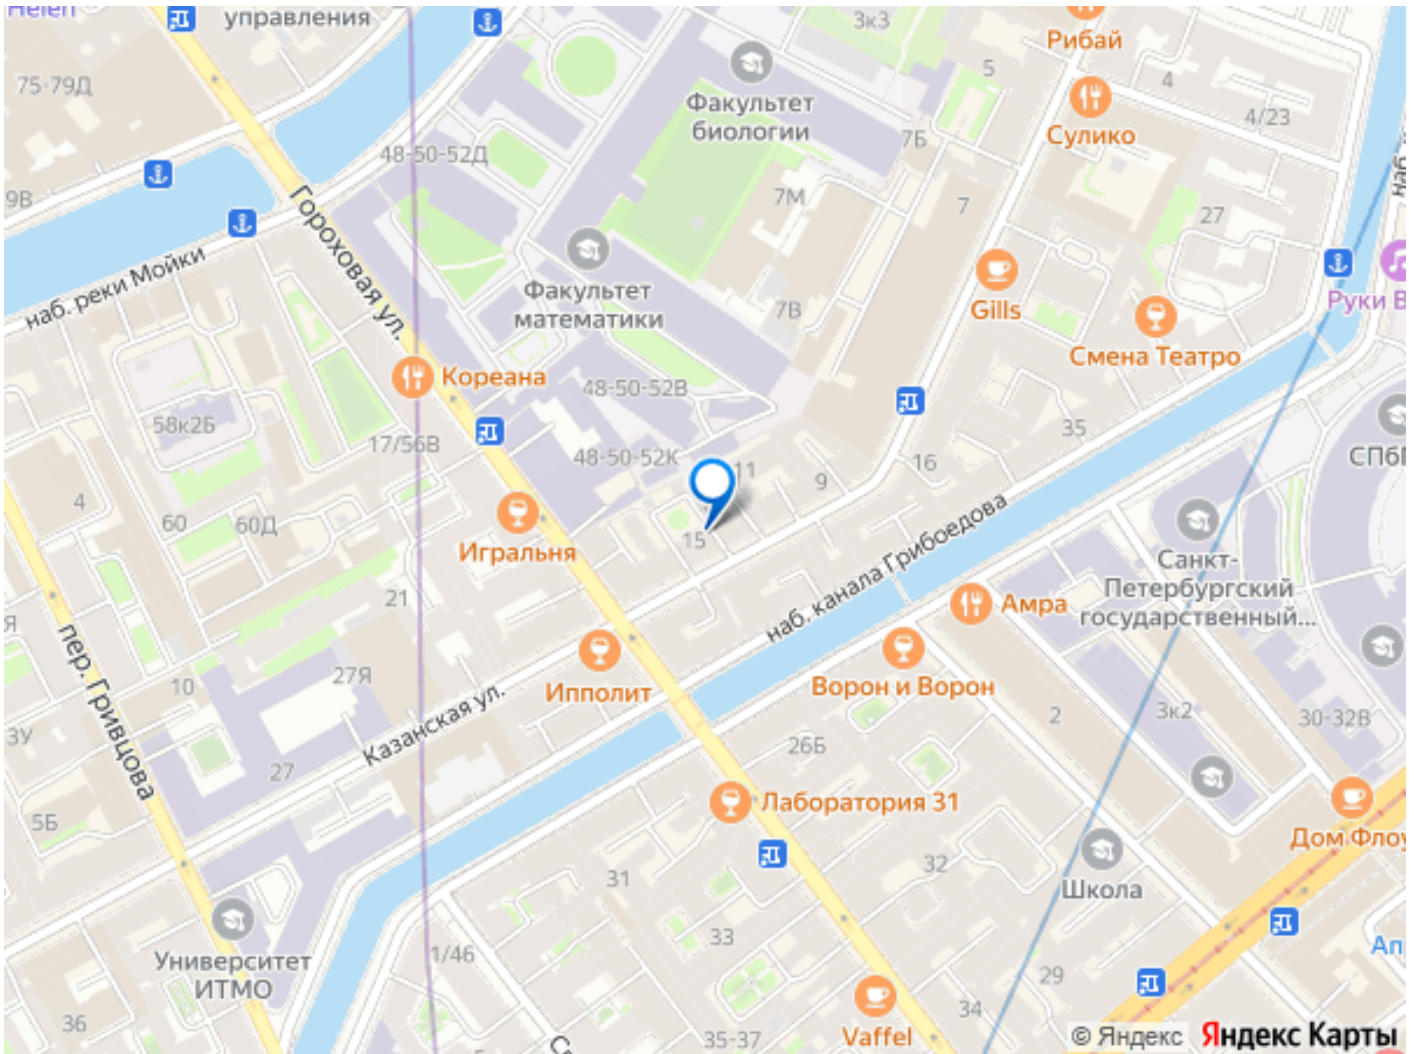 Helen
управления
3к3
Рибай
75-79Д
5
4
Факультет
биологии
4/23
Сулико
7Б
48-50-52Д
9В
7М
7
27
Гороховая ул.
наб. реки Мойки
Факультет
математики
Gills
7В
Руки В
Смена Театро
Кореана
48-50-52В
58к2Б
17/56В
35
48-50-52К
11
16
СПбГ
9
4
60
60Д
Игральня
15
наб. канала Грибоедова
Санкт-
Петербургский
государственный...
21
Амра
пер. Гривцова
10
27Я
Ипполит
Ворон и Ворон
Казанская ул.
3У
2
3к2
30-32В
27
26Б
5Б
Лаборатория 31
Дом Флоу
31
32
Школа
33
1/46
Университет
ИТМО
Ап
29
36
34
35-37
Vaffel
© Яндекс Яндекс Карты